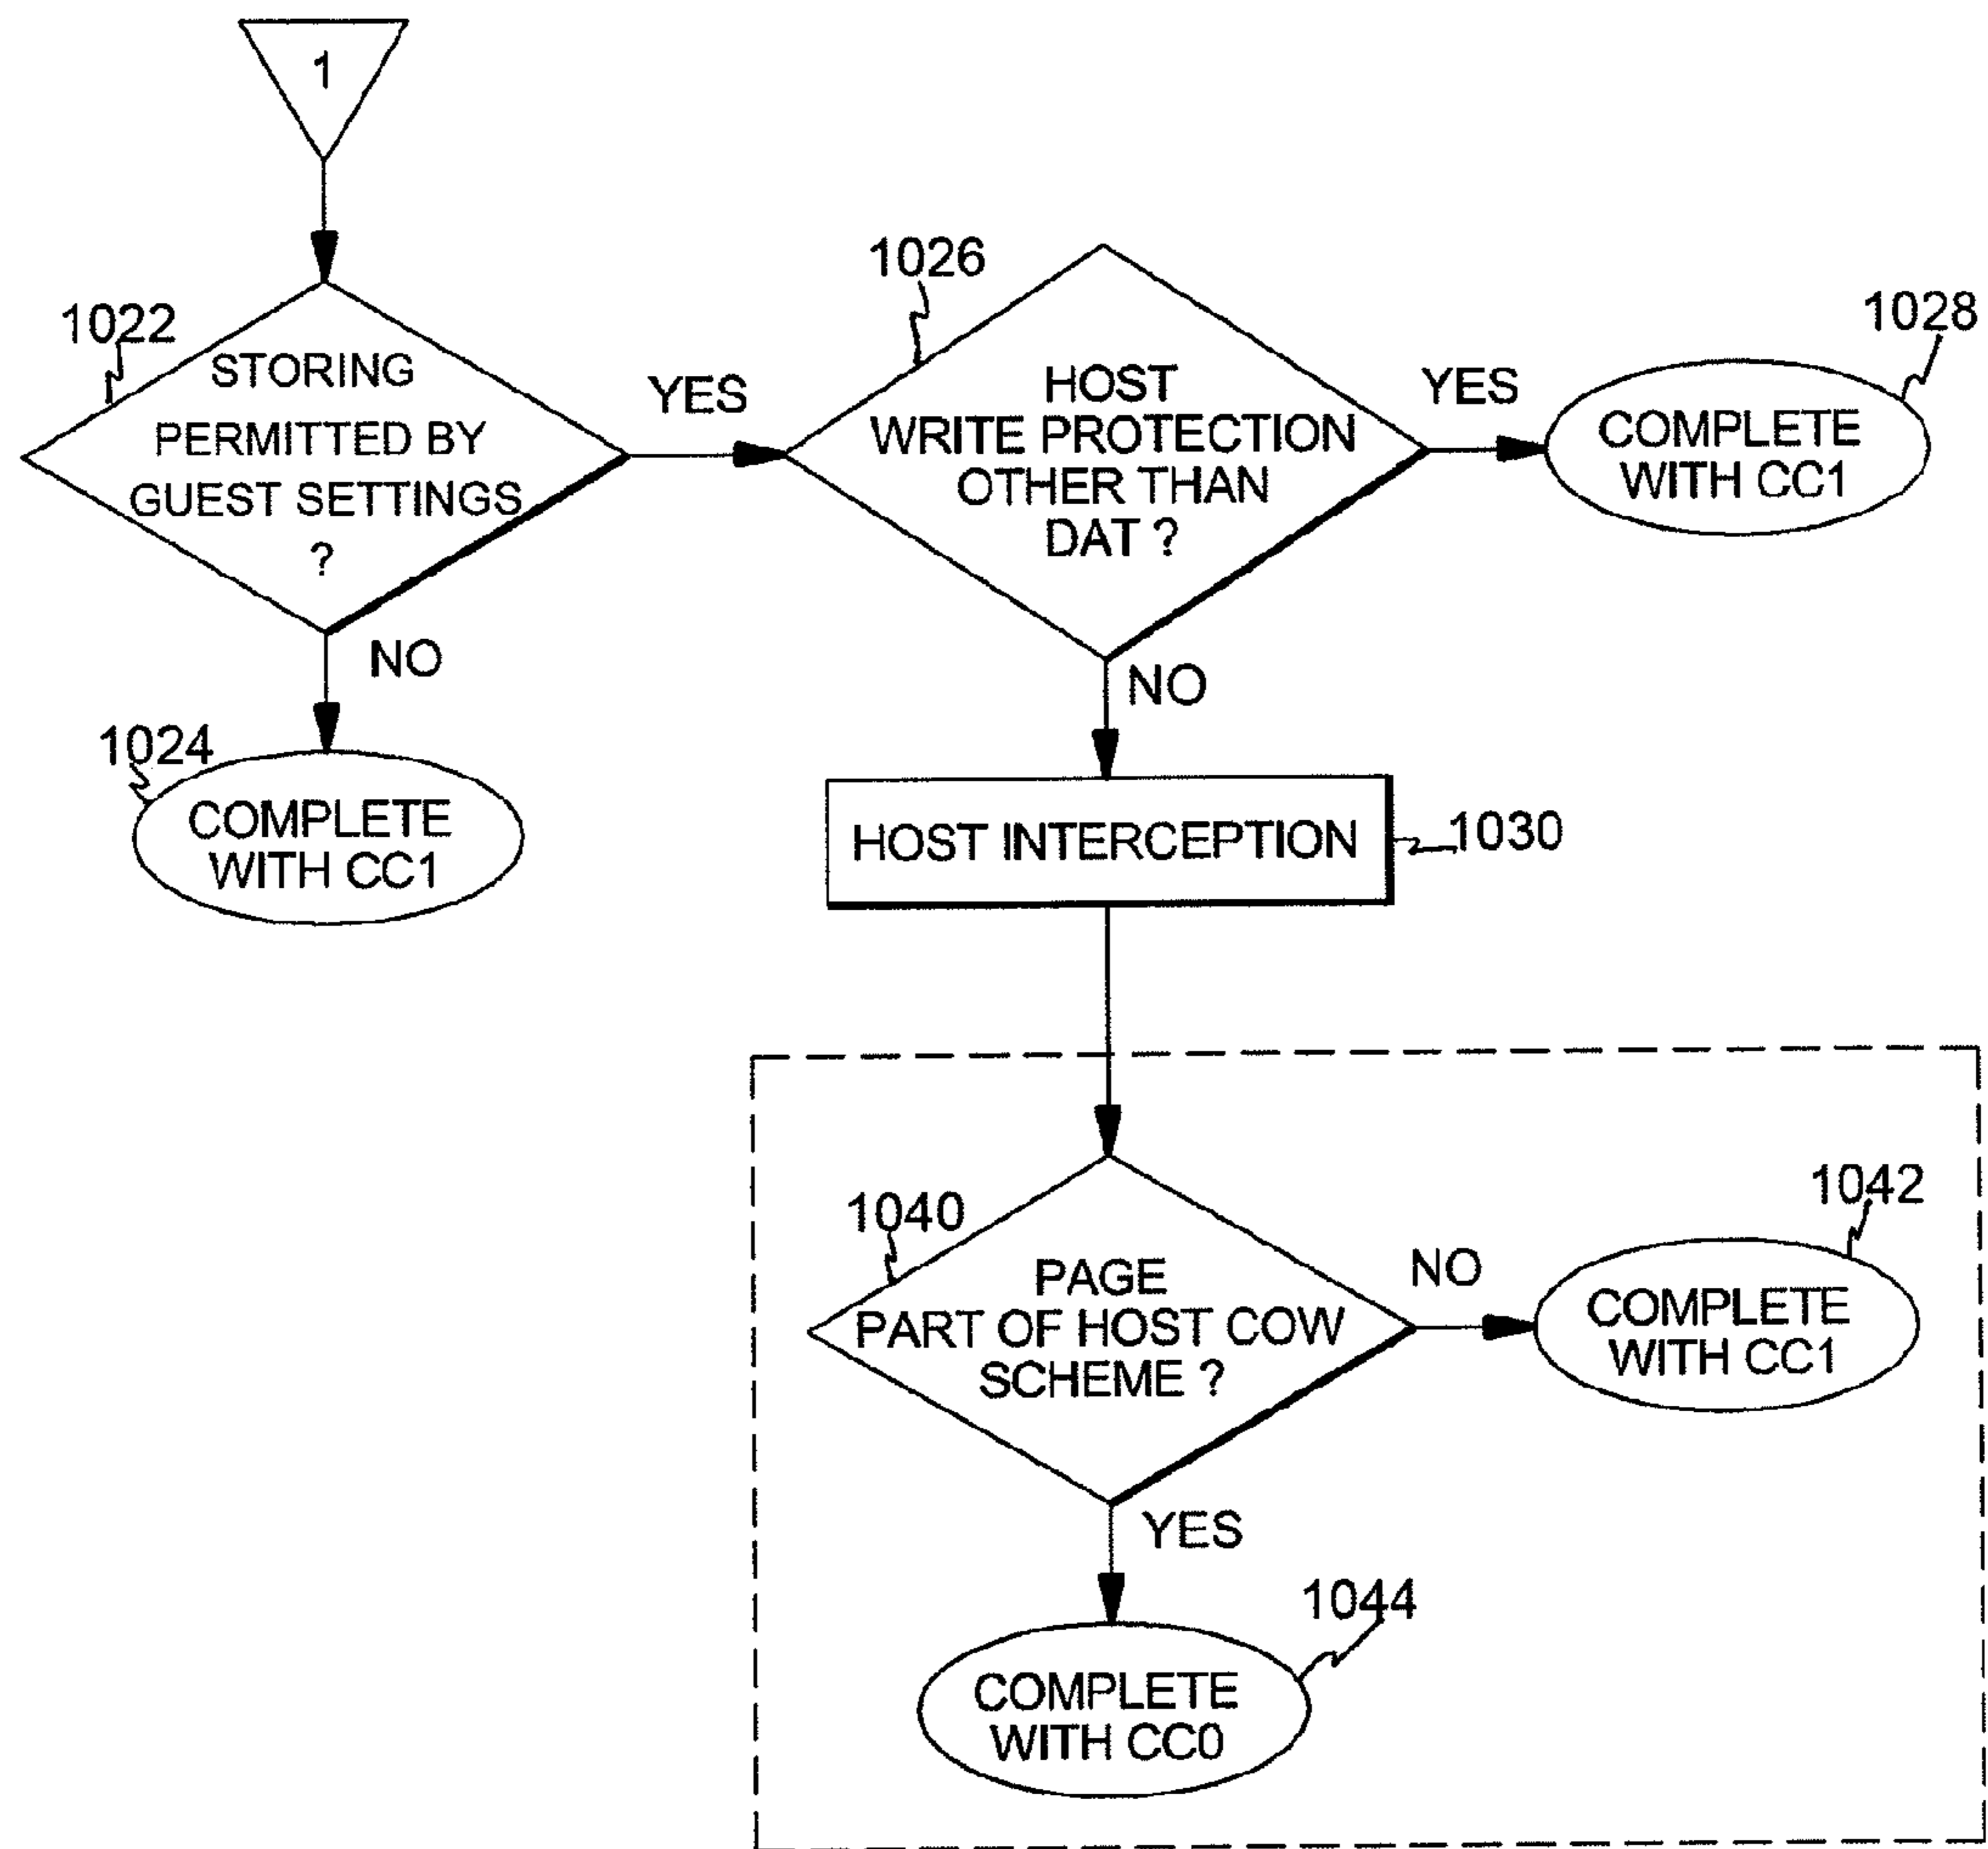 1
1022
STORING
PERMITTED BY
GUEST SETTINGS
?
YES
NO
1024
COMPLETE
WITH CC1
1026
HOST
WRITE PROTECTION
OTHER THAN
DAT ?
YES
1028
COMPLETE
WITH CC1
NO
HOST INTERCEPTION
1030
1040
PAGE
PART OF HOST COW
SCHEME ?
NO
1042
COMPLETE
WITH CC1
YES
1044
COMPLETE
WITH CC0